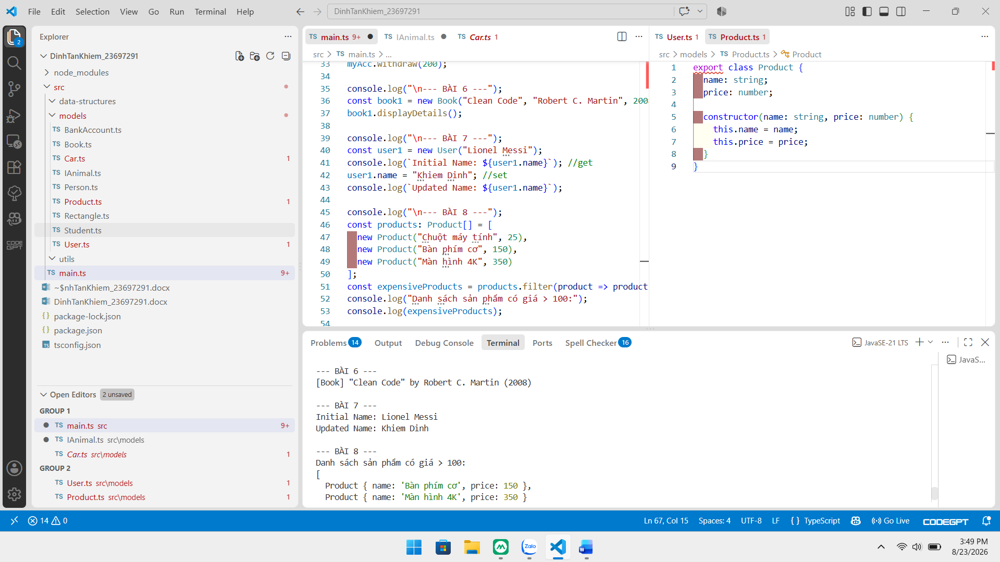 File Edit Selection View Go Run Terminal Help
DinhTanKhiem_23697291
2
Explorer
DinhTanKhiem_23697291
node_modules
src
data-structures
models
TS BankAccount.ts
TS Book.ts
TS Car.ts 1
TS IAnimal.ts
TS Person.ts
TS Product.ts 1
TS Rectangle.ts
TS Student.ts
TS User.ts 1
utils
TS main.ts 9+
~$nhTanKhiem_23697291.docx
DinhTanKhiem_23697291.docx
{} package-lock.json
{} package.json
TS tsconfig.json
CODE GPT
Open Editors 2 unsaved
GROUP 1
TS main.ts src 9+
TS IAnimal.ts src\models
TS Car.ts src\models 1
GROUP 2
TS User.ts src\models 1
TS Product.ts src\models 1
TS main.ts 9+ TS IAnimal.ts TS Car.ts 1
src > TS main.ts > ...
33 myAcc.withdraw(200);
34
35 console.log("\n--- BÀI 6 ---");
36 const book1 = new Book("Clean Code", "Robert C. Martin", 200
37 book1.displayDetails();
38
39 console.log("\n--- BÀI 7 ---");
40 const user1 = new User("Lionel Messi");
41 console.log(`Initial Name: ${user1.name}`); //get
42 user1.name = "Khiem Dinh"; //set
43 console.log(`Updated Name: ${user1.name}`);
44
45 console.log("\n--- BÀI 8 ---");
46 const products: Product[] = [
47 new Product("Chuột máy tính", 25),
48 new Product("Bàn phím cơ", 150),
49 new Product("Màn hình 4K", 350)
50 ];
51 const expensiveProducts = products.filter(product => product
52 console.log("Danh sách sản phẩm có giá > 100:");
53 console.log(expensiveProducts);
54
TS User.ts 1 TS Product.ts 1
src > models > TS Product.ts > Product
1 export class Product {
2 name: string;
3 price: number;
4
5 constructor(name: string, price: number) {
6 this.name = name;
7 this.price = price;
8 }
9 }
Problems 14 Output Debug Console Terminal Ports Spell Checker 16
JavaSE-21 LTS
JavaS...
--- BÀI 6 ---
[Book] "Clean Code" by Robert C. Martin (2008)
--- BÀI 7 ---
Initial Name: Lionel Messi
Updated Name: Khiem Dinh
--- BÀI 8 ---
Danh sách sản phẩm có giá > 100:
[
Product { name: 'Bàn phím cơ', price: 150 },
Product { name: 'Màn hình 4K', price: 350 }
14 0
Ln 67, Col 15 Spaces: 4 UTF-8 LF {} TypeScript Go Live CODEGPT
Zalo
W
3:49 PM
8/23/2026